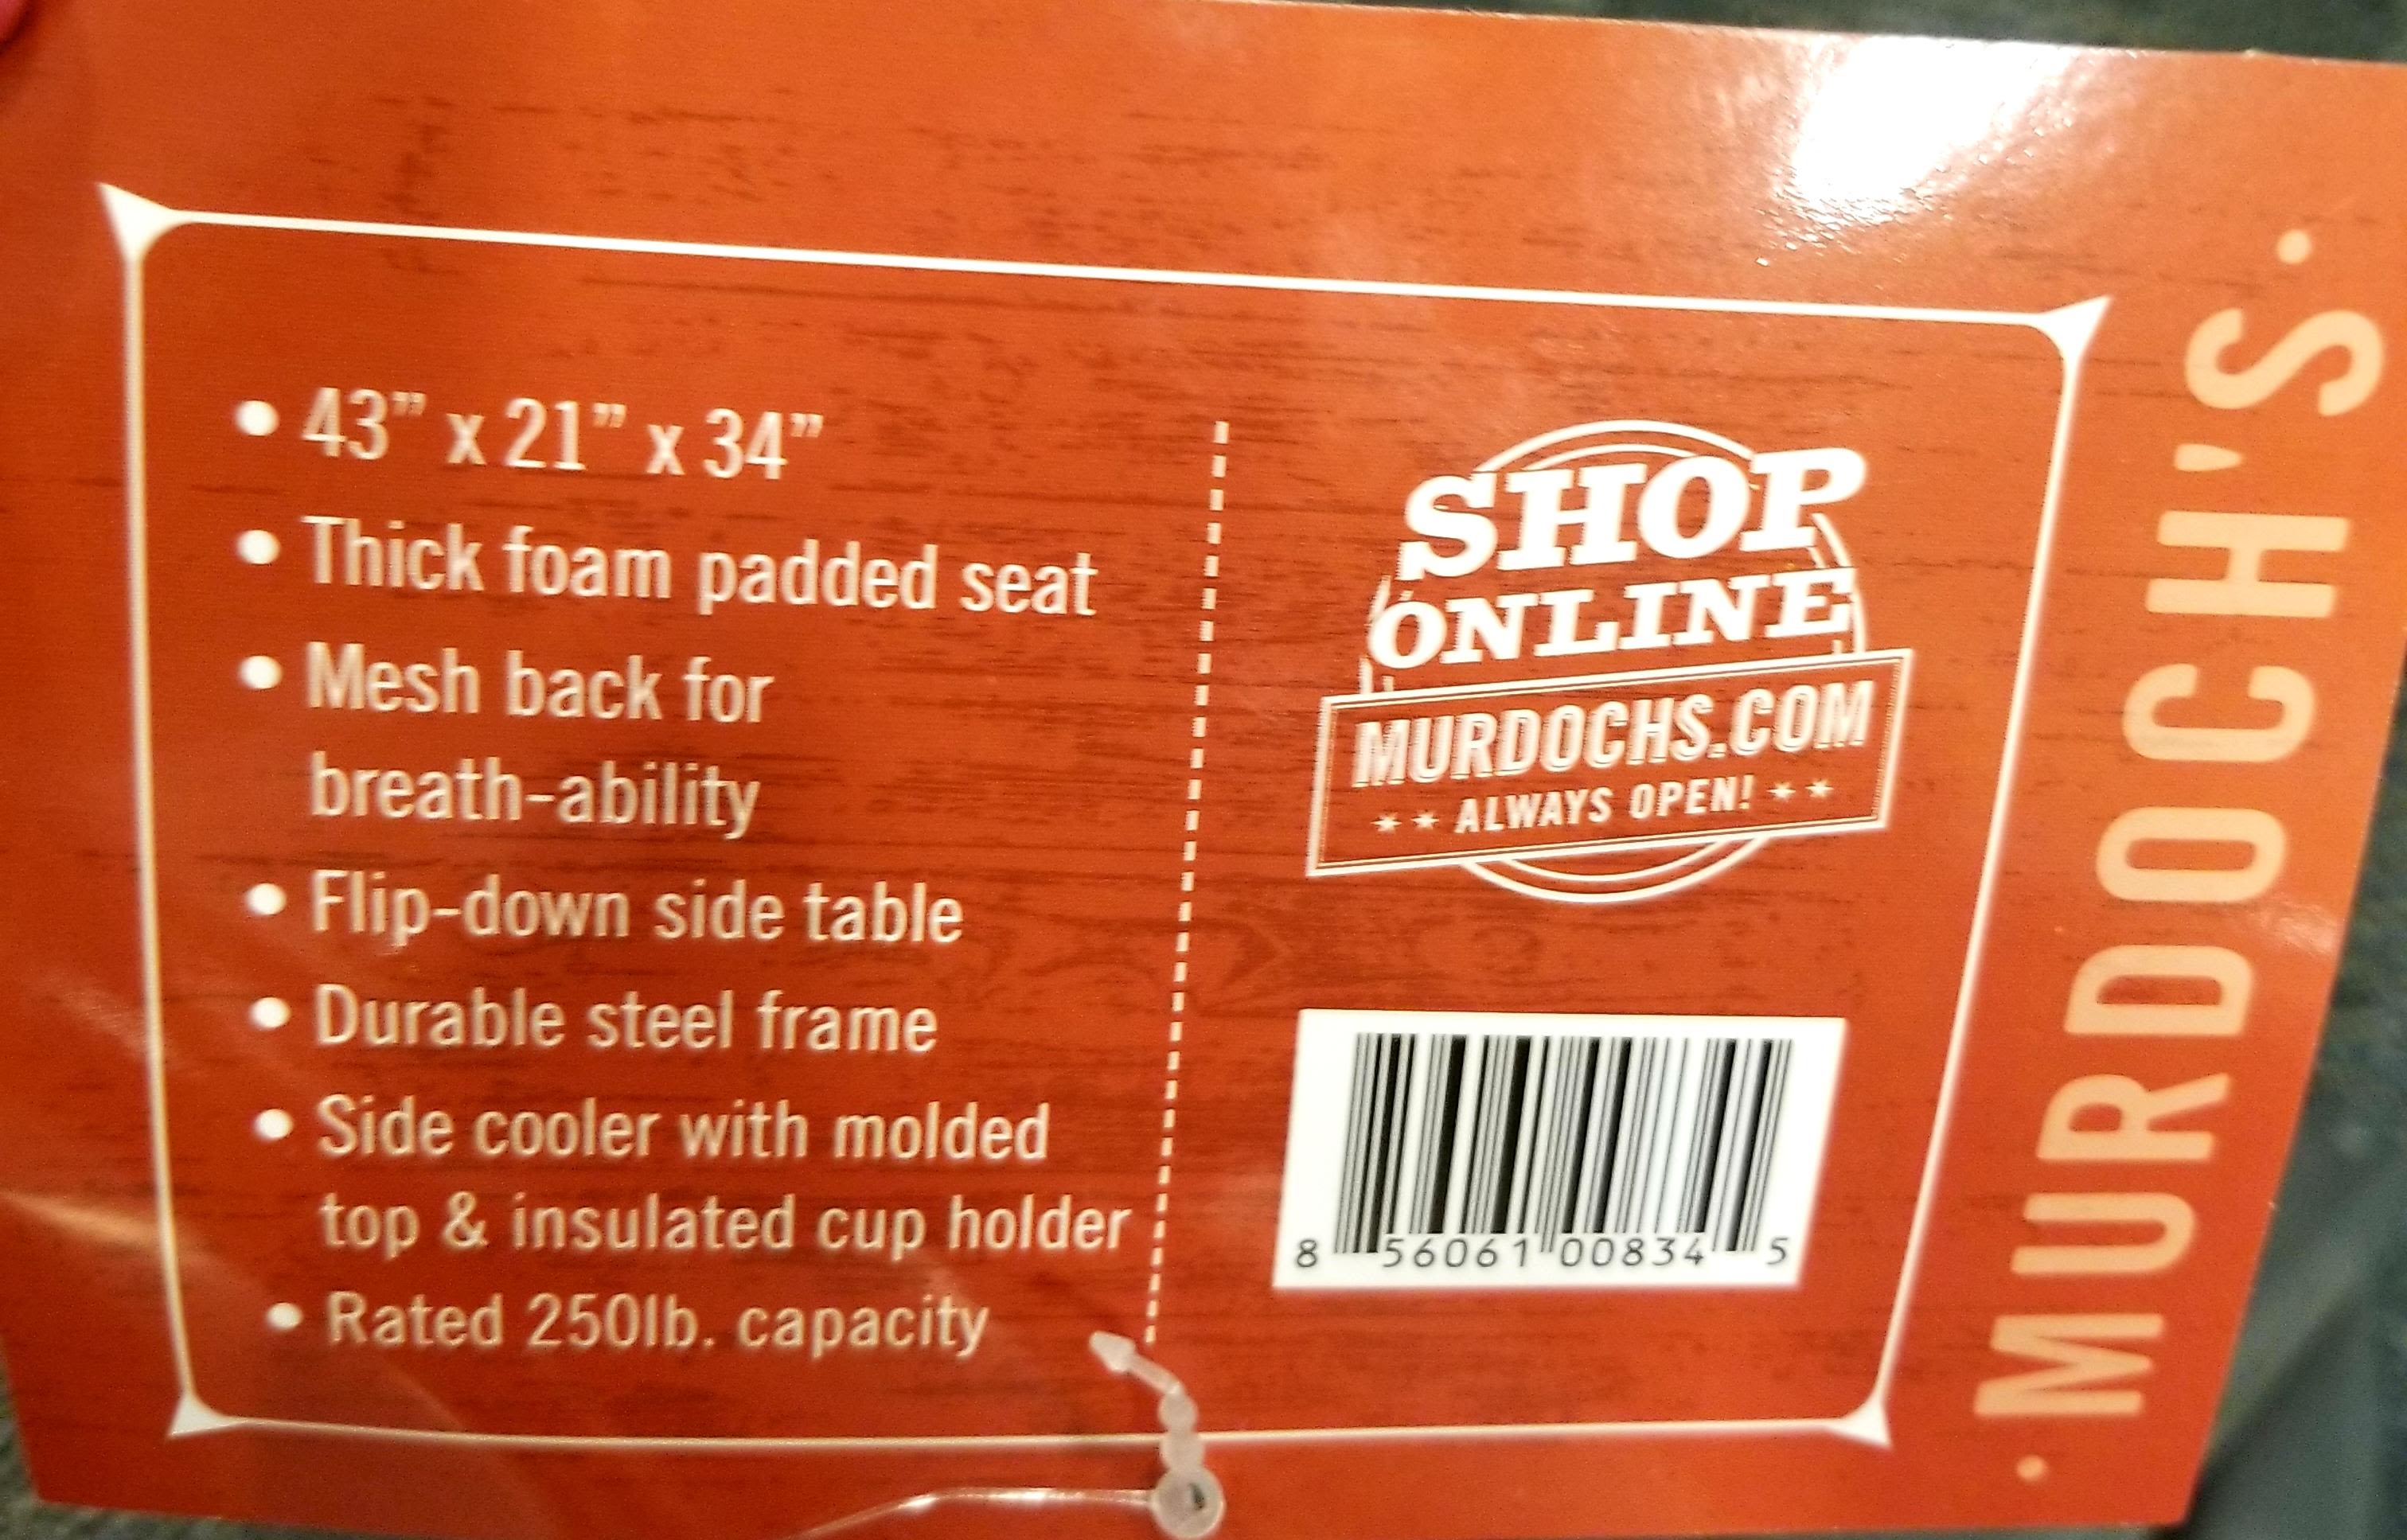 • 43” x 21” x 34”
• Thick foam padded seat
• Mesh back for
breath-ability
• Flip-down side table
• Durable steel frame
• Side cooler with molded
top & insulated cup holder
• Rated 250lb. capacity
SHOP
ONLINE
MURDOCHS.COM
ALWAYS OPEN!
8 56061 00834 5
• MURDOCH'S •